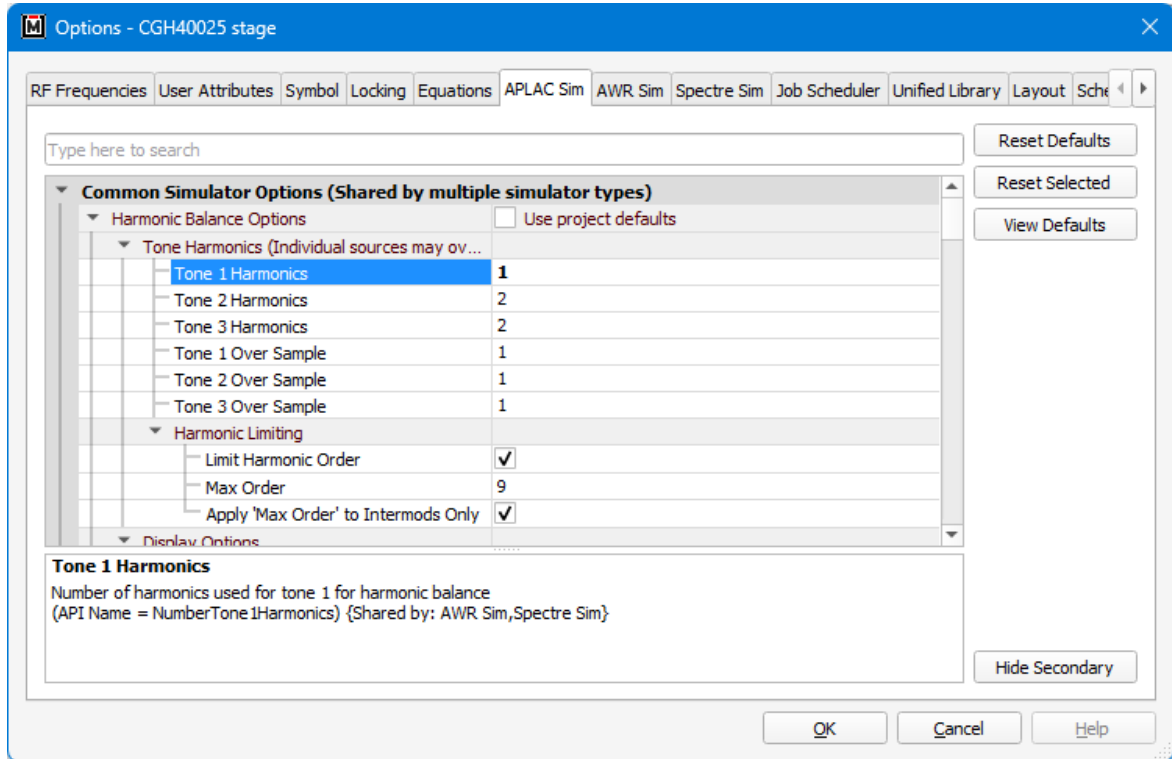 Options - CGH40025 stage
RF Frequencies User Attributes Symbol Locking Equations APLAC Sim AWR Sim Spectre Sim Job Scheduler Unified Library Layout Sche
Type here to search
Reset Defaults
Common Simulator Options (Shared by multiple simulator types)
Reset Selected
Harmonic Balance Options Use project defaults
View Defaults
Tone Harmonics (Individual sources may ov...
Tone 1 Harmonics 1
Tone 2 Harmonics 2
Tone 3 Harmonics 2
Tone 1 Over Sample 1
Tone 2 Over Sample 1
Tone 3 Over Sample 1
Harmonic Limiting
Limit Harmonic Order
Max Order 9
Apply 'Max Order' to Intermods Only
Display Options
Tone 1 Harmonics
Number of harmonics used for tone 1 for harmonic balance
(API Name = NumberTone1Harmonics) {Shared by: AWR Sim,Spectre Sim}
Hide Secondary
OK Cancel Help